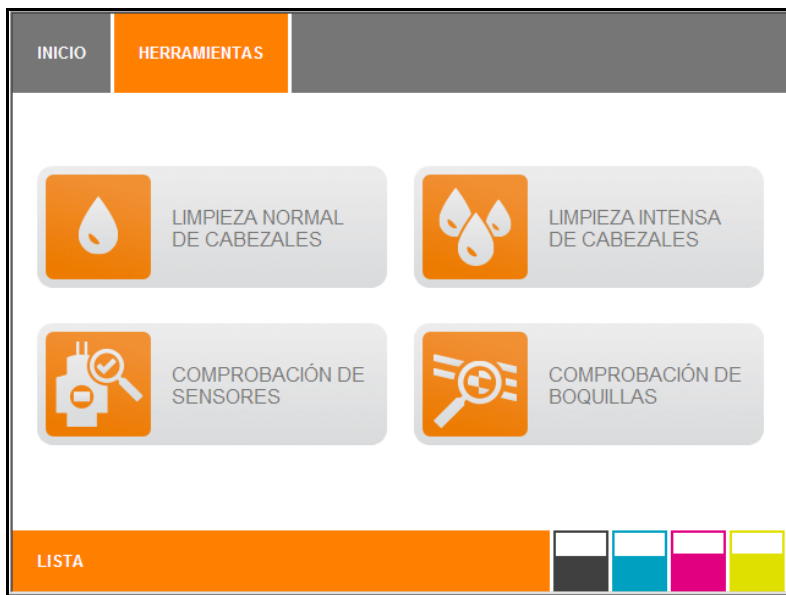 INICIO
HERRAMIENTAS
LIMPIEZA NORMAL
DE CABEZALES
LIMPIEZA INTENSA
DE CABEZALES
COMPROBACIÓN DE
SENSORES
COMPROBACIÓN DE
BOQUILLAS
LISTA